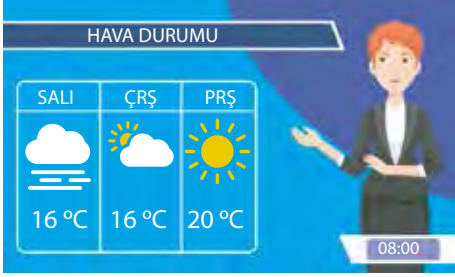 HAVA DURUMU
SALI ÇRŞ PRŞ
16 ºC 16 ºC 20 ºC
08:00